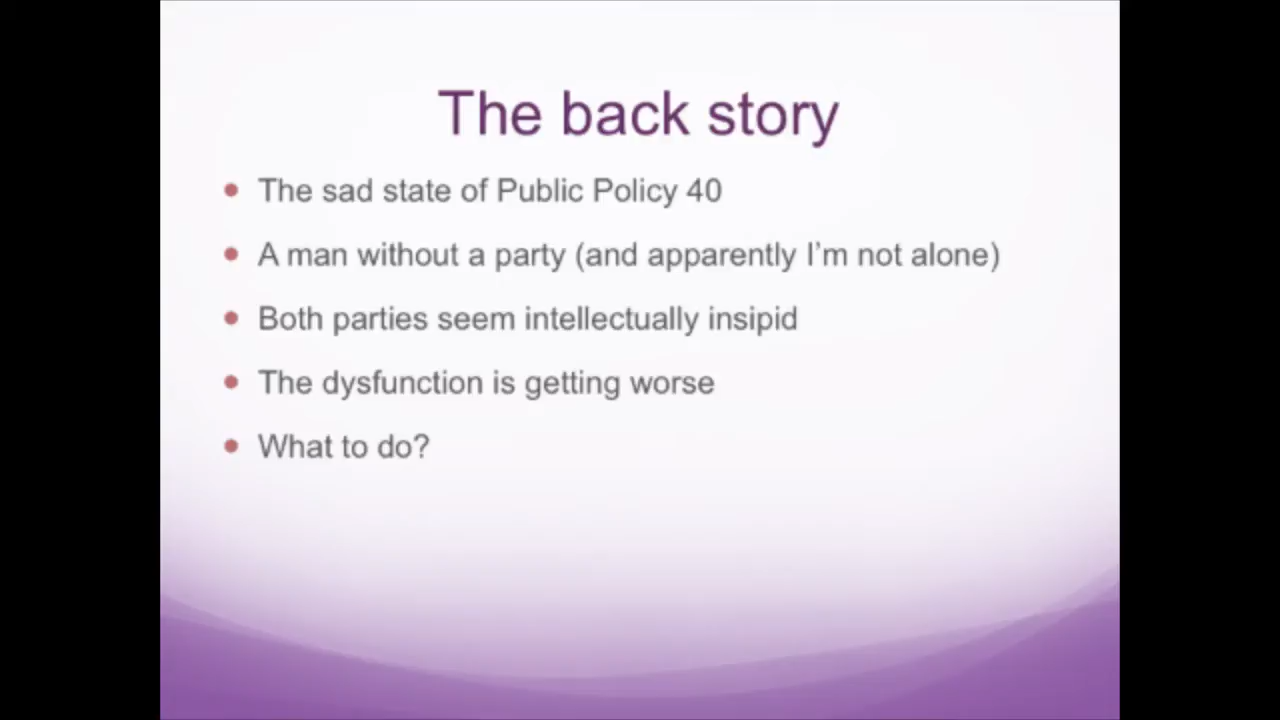 The back story
The sad state of Public Policy 40
A man without a party (and apparently I'm not alone)
Both parties seem intellectually insipid
The dysfunction is getting worse
What to do?